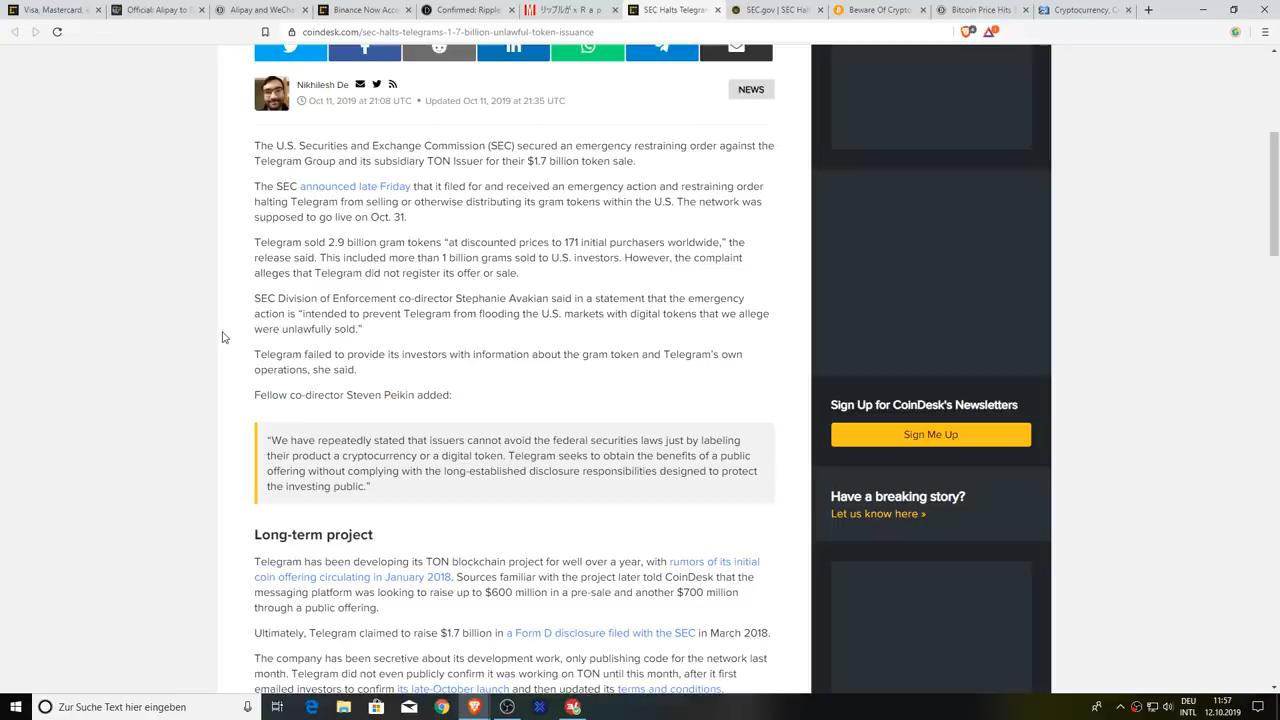 Visa, Mastercard, e
Official: Alipay to B
Alipay and WeCha
Binance Now Acce
Confirmed: Ripple
リップルがx R a p
SEC Halts Telegram
SEC.gov | SEC Halt
Beware Of Crypto
Bitcoin Price Hits
Cryptocurrency, C
coindesk.com/sec-halts-telegrams-1-7-billion-unlawful-token-issuance
Nikhilesh De
Oct 11, 2019 at 21:08 UTC • Updated Oct 11, 2019 at 21:35 UTC
NEWS
The U.S. Securities and Exchange Commission (SEC) secured an emergency restraining order against the
Telegram Group and its subsidiary TON Issuer for their $1.7 billion token sale.
The SEC announced late Friday that it filed for and received an emergency action and restraining order
halting Telegram from selling or otherwise distributing its gram tokens within the U.S. The network was
supposed to go live on Oct. 31.
Telegram sold 2.9 billion gram tokens “at discounted prices to 171 initial purchasers worldwide,” the
release said. This included more than 1 billion grams sold to U.S. investors. However, the complaint
alleges that Telegram did not register its offer or sale.
SEC Division of Enforcement co-director Stephanie Avakian said in a statement that the emergency
action is “intended to prevent Telegram from flooding the U.S. markets with digital tokens that we allege
were unlawfully sold.”
Telegram failed to provide its investors with information about the gram token and Telegram’s own
operations, she said.
Fellow co-director Steven Peikin added:
“We have repeatedly stated that issuers cannot avoid the federal securities laws just by labeling
their product a cryptocurrency or a digital token. Telegram seeks to obtain the benefits of a public
offering without complying with the long-established disclosure responsibilities designed to protect
the investing public.”
Long-term project
Telegram has been developing its TON blockchain project for well over a year, with rumors of its initial
coin offering circulating in January 2018. Sources familiar with the project later told CoinDesk that the
messaging platform was looking to raise up to $600 million in a pre-sale and another $700 million
through a public offering.
Ultimately, Telegram claimed to raise $1.7 billion in a Form D disclosure filed with the SEC in March 2018.
The company has been secretive about its development work, only publishing code for the network last
month. Telegram did not even publicly confirm it was working on TON until this month, after it first
emailed investors to confirm its late-October launch and then updated its terms and conditions.
Sign Up for CoinDesk's Newsletters
Sign Me Up
Have a breaking story?
Let us know here »
Zur Suche Text hier eingeben
DEU
INTL
11:57
12.10.2019